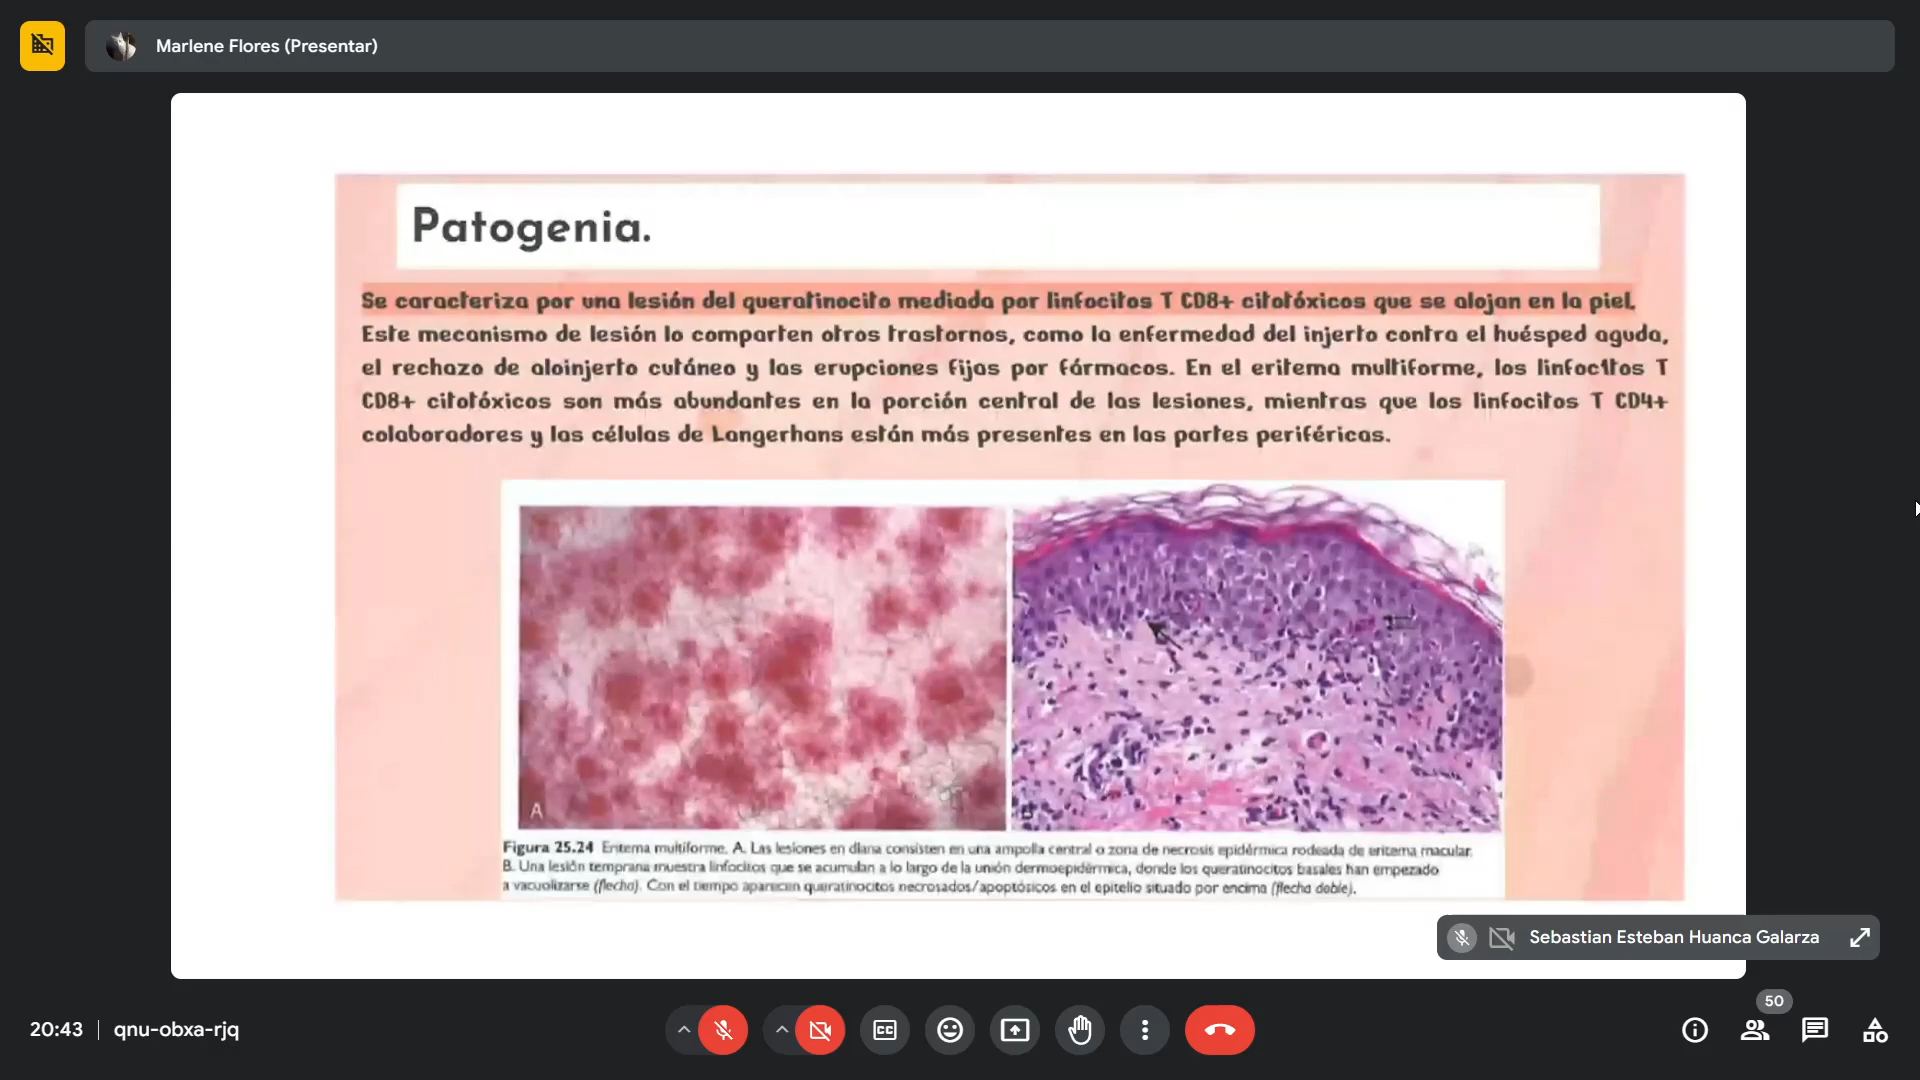 Marlene Flores (Presentar)
Patogenia.
Se caracteriza por una lesión del queratinocito mediada por linfocitos T CD8+ citotóxicos que se alojan en la piel.
Este mecanismo de lesión lo comparten otros trastornos, como la enfermedad del injerto contra el huésped aguda,
el rechazo de aloinjerto cutáneo y las erupciones fijas por fármacos. En el eritema multiforme, los linfoc1tos T
CD8+ citotóxicos son más abundantes en la porción central de las lesiones, mientras que los linfocitos T CD4+
colaboradores y las células de Langerhans están más presentes en las partes periféricas.
A
B
Figura 25.24 Eritema multiforme. A. Las lesiones en diana consisten en una ampolla central o zona de necrosis epidérmica rodeada de eritema macular.
B. Una lesión temprana muestra linfocitos que se acumulan a lo largo de la unión dermoepidérmica, donde los queratinocitos basales han empezado
a vacuolizarse (flecha). Con el tiempo aparecen queratinocitos necrosados/apoptósicos en el epitelio situado por encima (flecha doble).
Sebastian Esteban Huanca Galarza
50
20:43 | qnu-obxa-rjq
CC